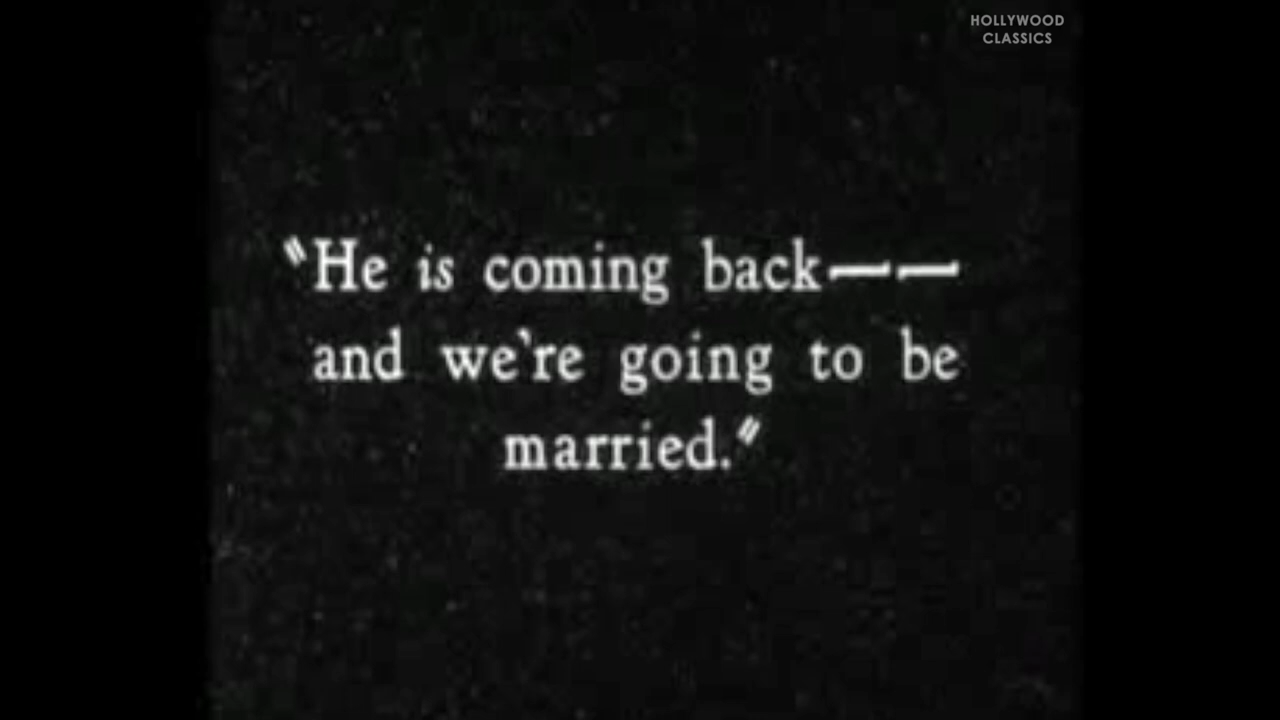 HOLLYWOOD
CLASSICS
"He is coming back——
and we're going to be
married."